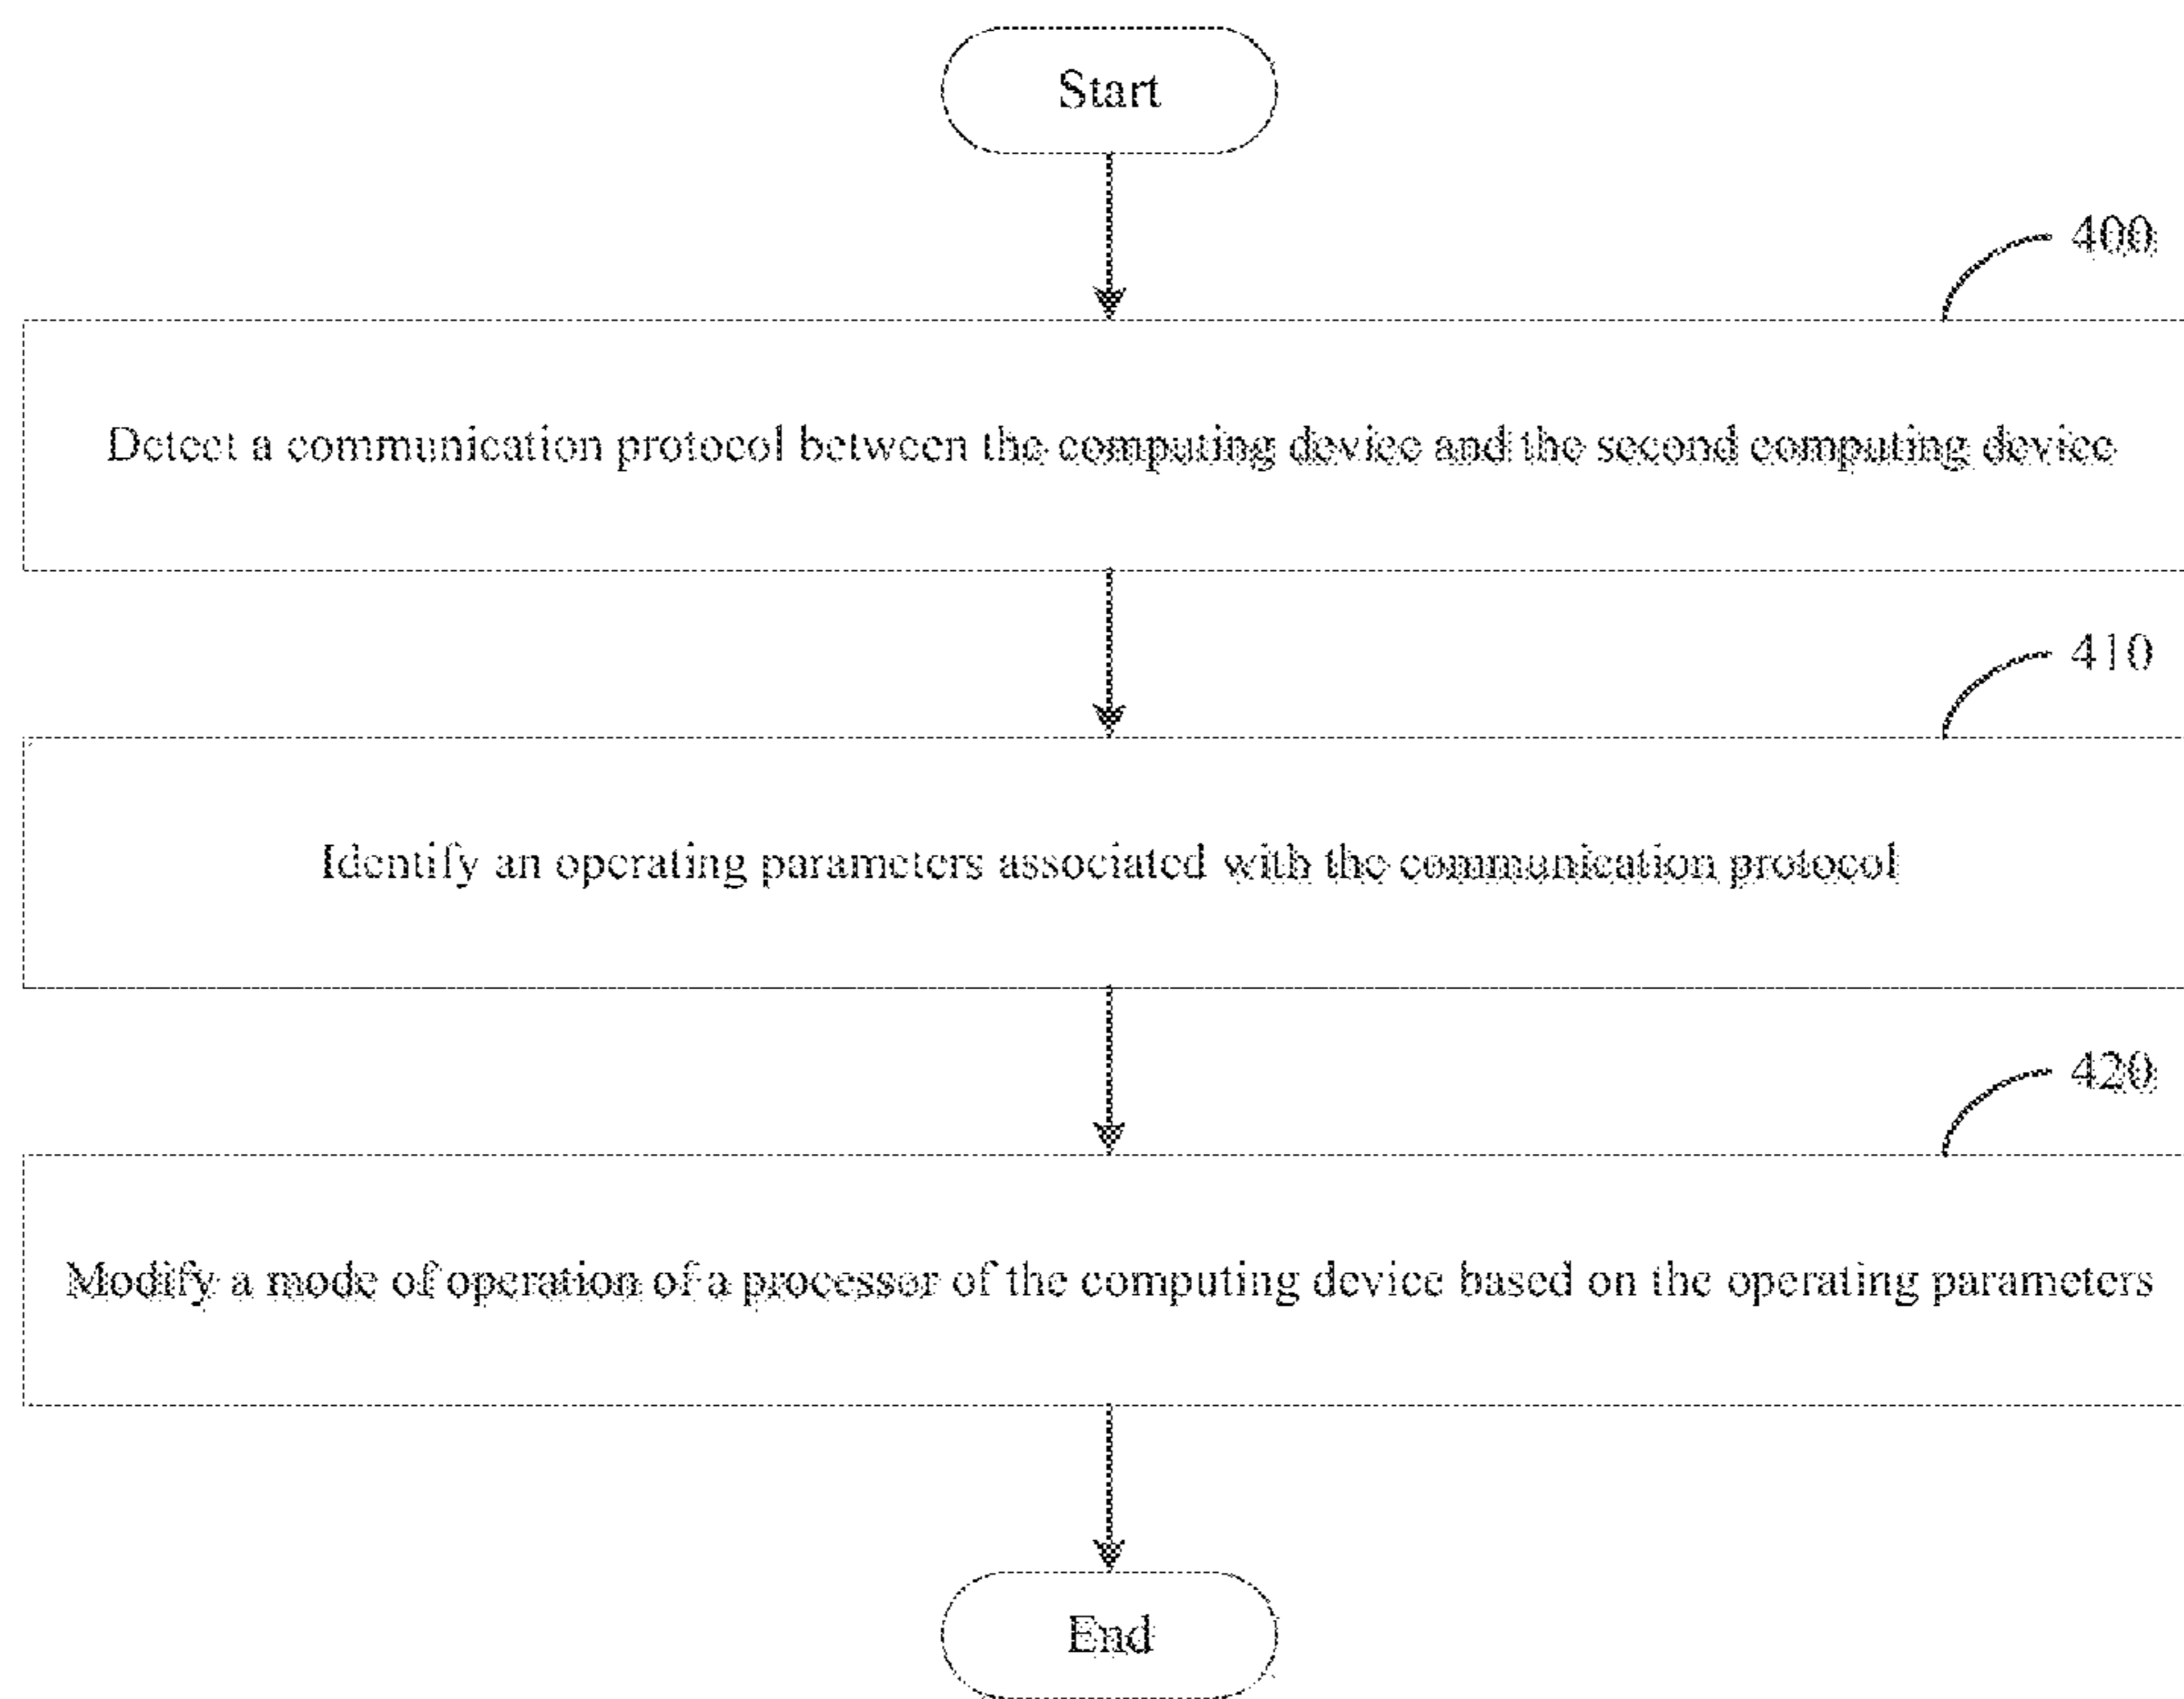 Start
400
Detect a communication protocol between the computing device and the second computing device
410
Identify an operating parameters associated with the communication protocol
420
Modify a mode of operation of a processor of the computing device based on the operating parameters
End